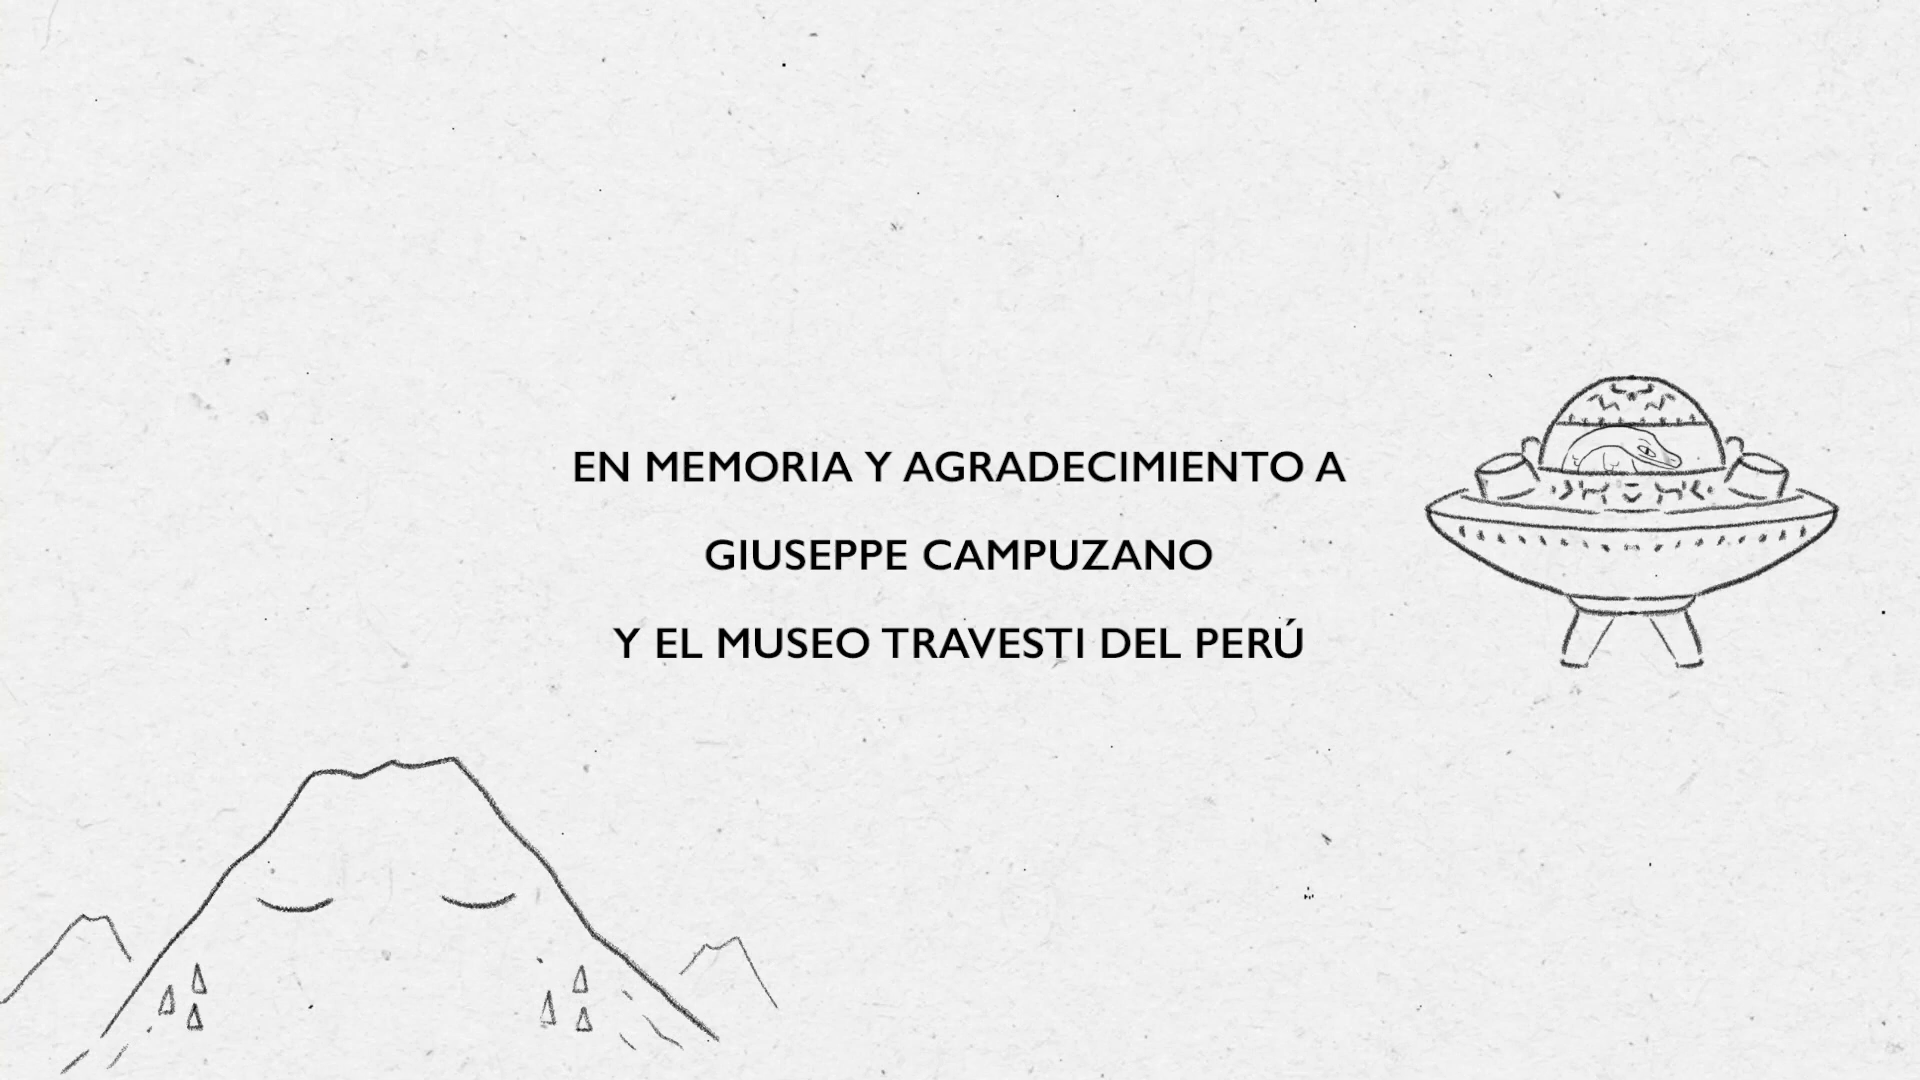 EN MEMORIA Y AGRADECIMIENTO A
GIUSEPPE CAMPUZANO
Y EL MUSEO TRAVESTI DEL PERÚ